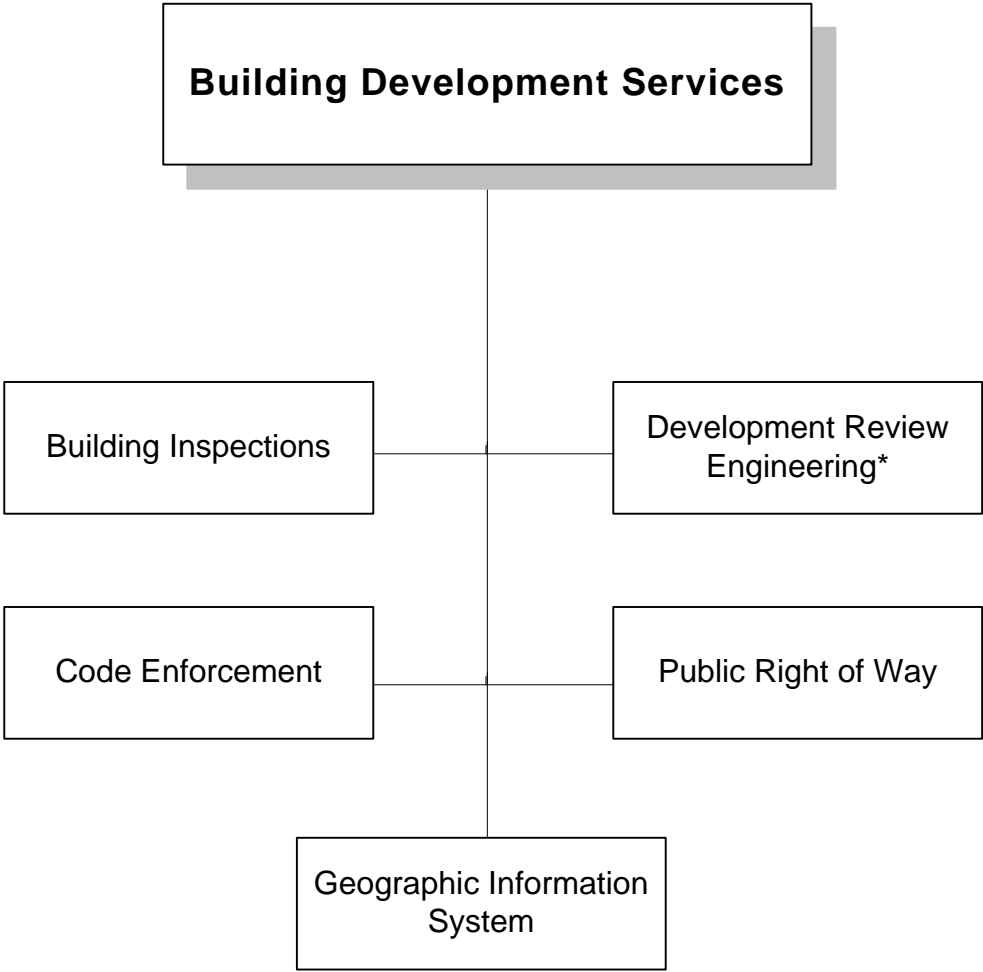 Building Development Services
Building Inspections
Development Review
Engineering*
Code Enforcement
Public Right of Way
Geographic Information
System